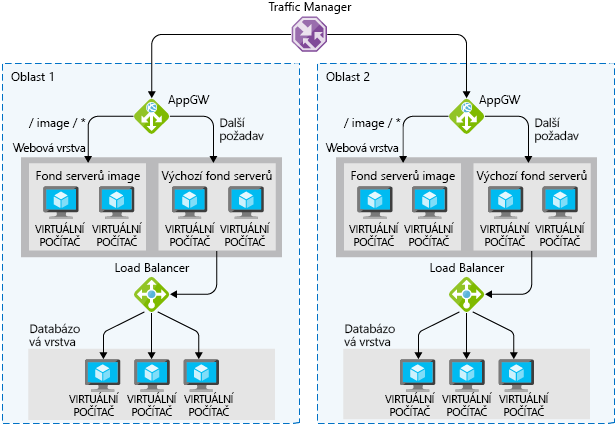 Traffic Manager
Oblast 1
AppGW
/ image / *
Další
požadav
Webová vrstva
Fond serverů image
Výchozí fond serverů
VIRTUÁLNÍ
POČÍTAČ
VIRTUÁLNÍ
POČÍTAČ
VIRTUÁLNÍ
POČÍTAČ
VIRTUÁLNÍ
POČÍTAČ
Load Balancer
Databázo
vá vrstva
VIRTUÁLNÍ
POČÍTAČ
VIRTUÁLNÍ
POČÍTAČ
VIRTUÁLNÍ
POČÍTAČ
Oblast 2
AppGW
/ image / *
Další
požadav
Webová vrstva
Fond serverů image
Výchozí fond serverů
VIRTUÁLNÍ
POČÍTAČ
VIRTUÁLNÍ
POČÍTAČ
VIRTUÁLNÍ
POČÍTAČ
VIRTUÁLNÍ
POČÍTAČ
Load Balancer
Databázo
vá vrstva
VIRTUÁLNÍ
POČÍTAČ
VIRTUÁLNÍ
POČÍTAČ
VIRTUÁLNÍ
POČÍTAČ